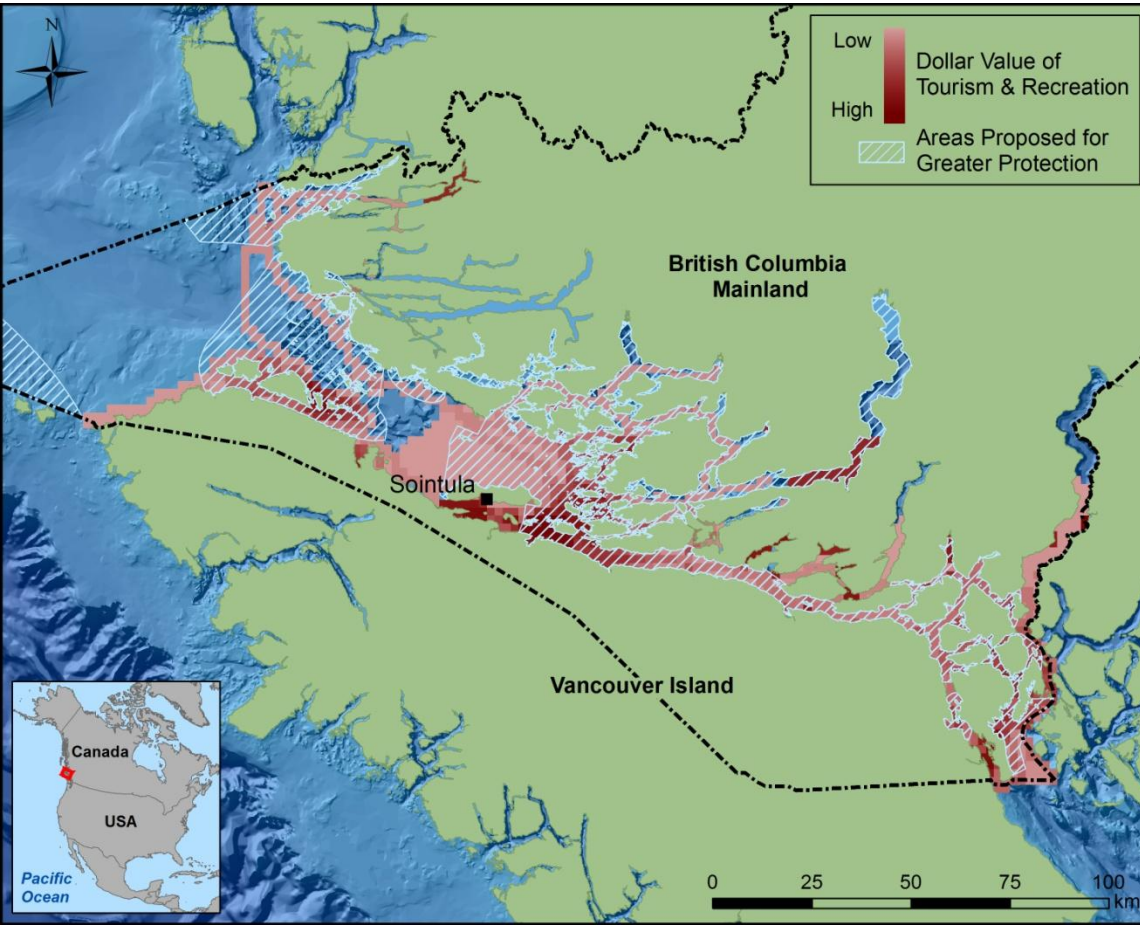 N
Low
High
Dollar Value of
Tourism & Recreation
Areas Proposed for
Greater Protection
British Columbia
Mainland
Sointula
Vancouver Island
Canada
USA
Pacific
Ocean
0 25 50 75 100
km